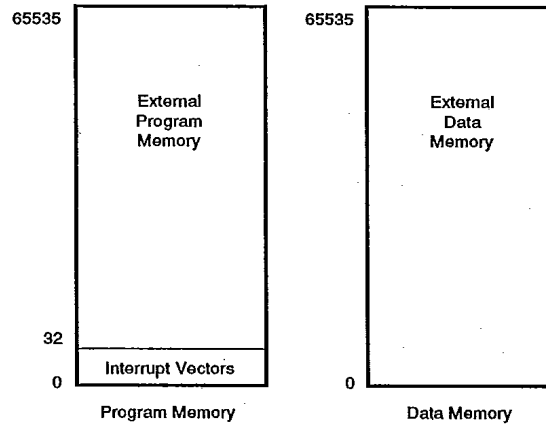 65535
External
Program
Memory
32
Interrupt Vectors
0
Program Memory
65535
External
Data
Memory
0
Data Memory